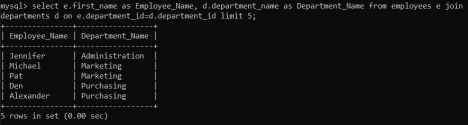 mysql> select e.first_name as Employee_Name, d.department_name as Department_Name from employees e join
departments d on e.department_id=d.department_id limit 5;
+---------------+-----------------+
| Employee_Name | Department_Name |
+---------------+-----------------+
| Jennifer      | Administration  |
| Michael       | Marketing       |
| Pat           | Marketing       |
| Den           | Purchasing      |
| Alexander     | Purchasing      |
+---------------+-----------------+
5 rows in set (0.00 sec)